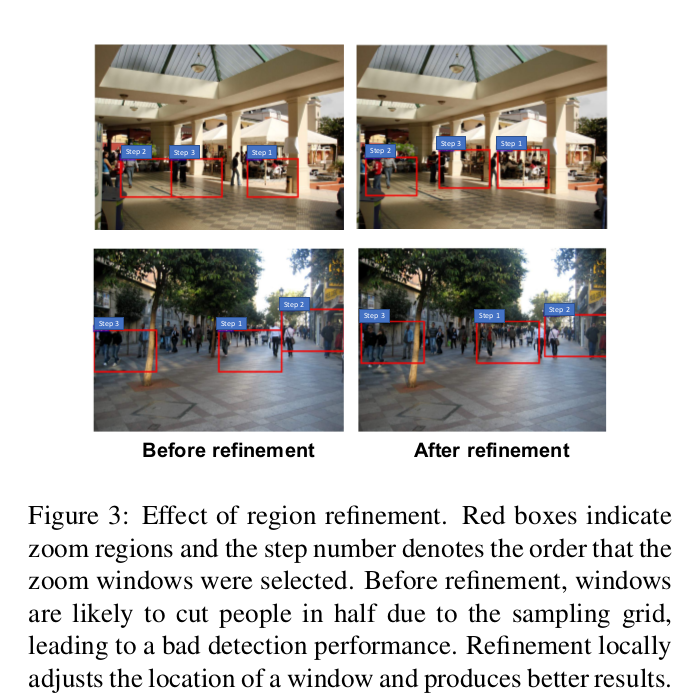 Step 2
Step 3
Step 1
Step 2
Step 3
Step 1
Step 3
Step 1
Step 2
Step 3
Step 1
Step 2
Before refinement
After refinement
Figure 3: Effect of region refinement. Red boxes indicate
zoom regions and the step number denotes the order that the
zoom windows were selected. Before refinement, windows
are likely to cut people in half due to the sampling grid,
leading to a bad detection performance. Refinement locally
adjusts the location of a window and produces better results.